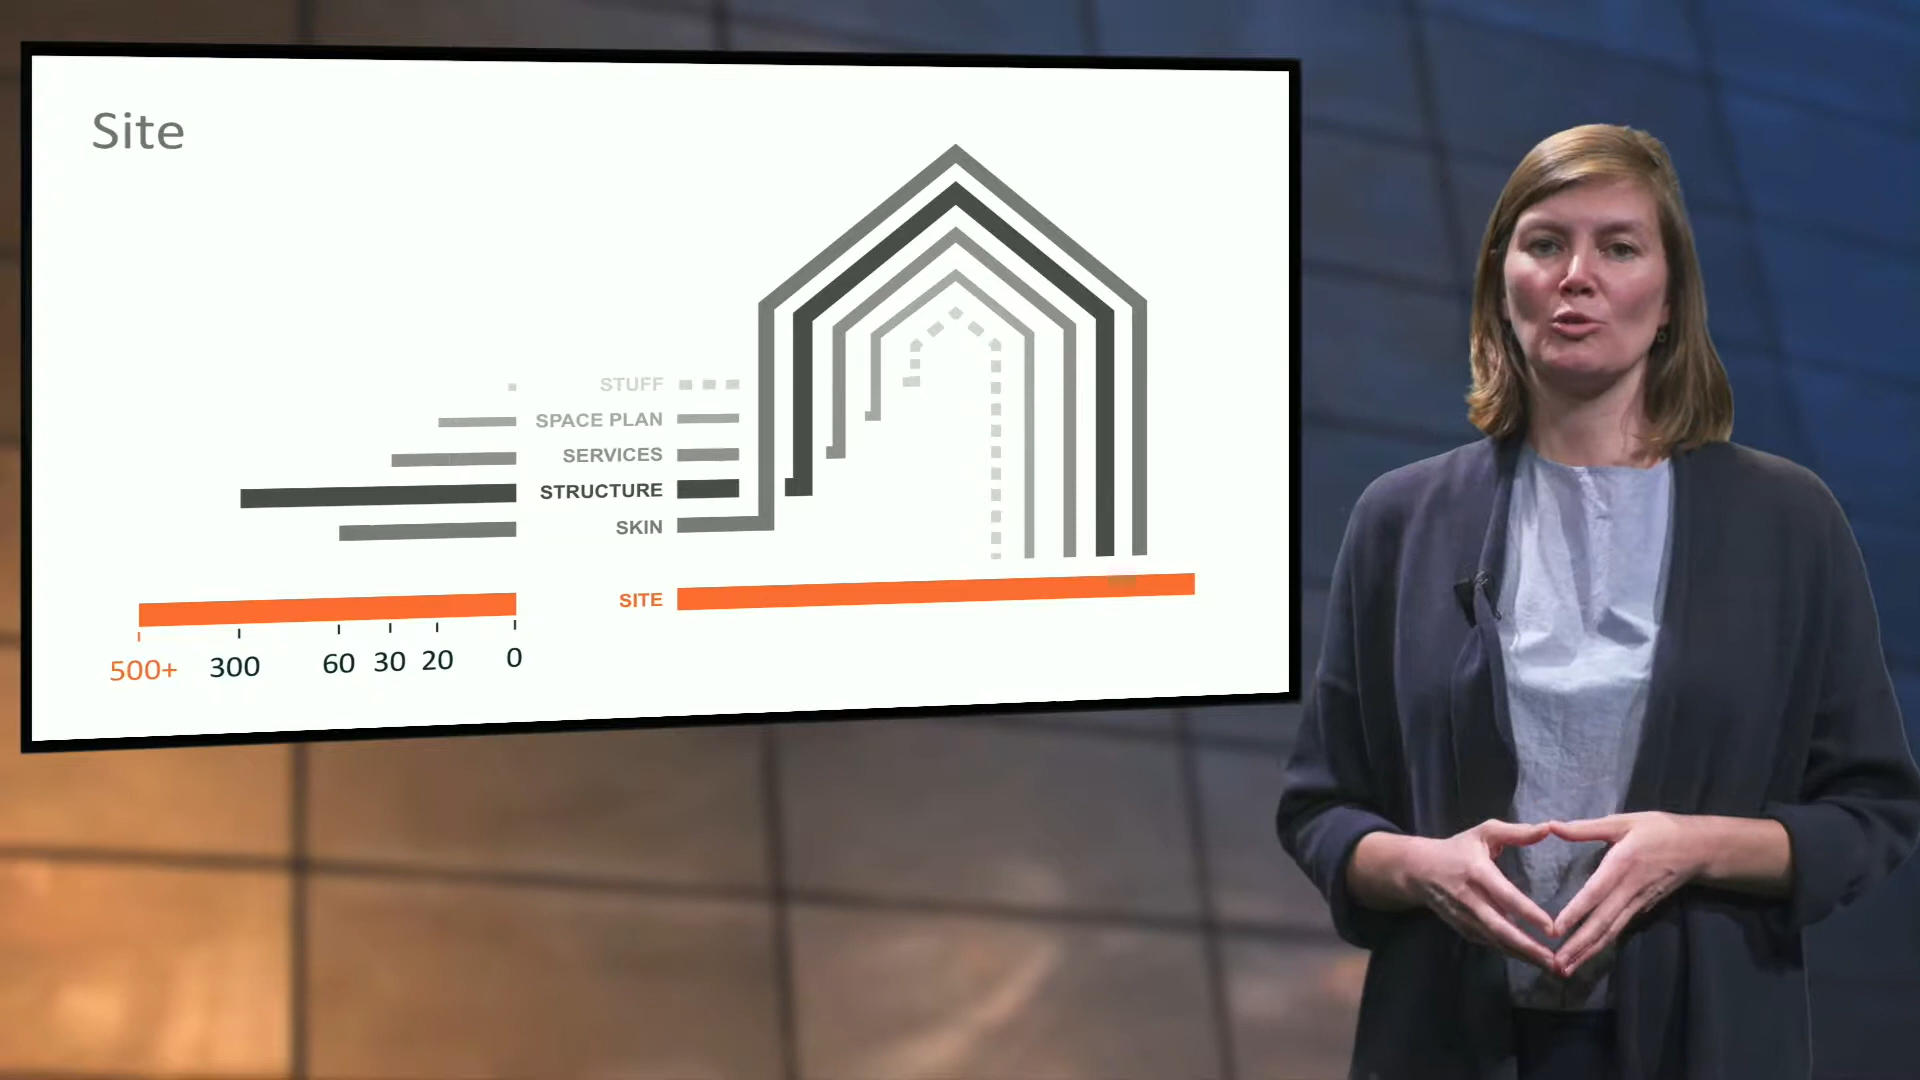 Site
STUFF
SPACE PLAN
SERVICES
STRUCTURE
SKIN
SITE
500+ 300 60 30 20 0